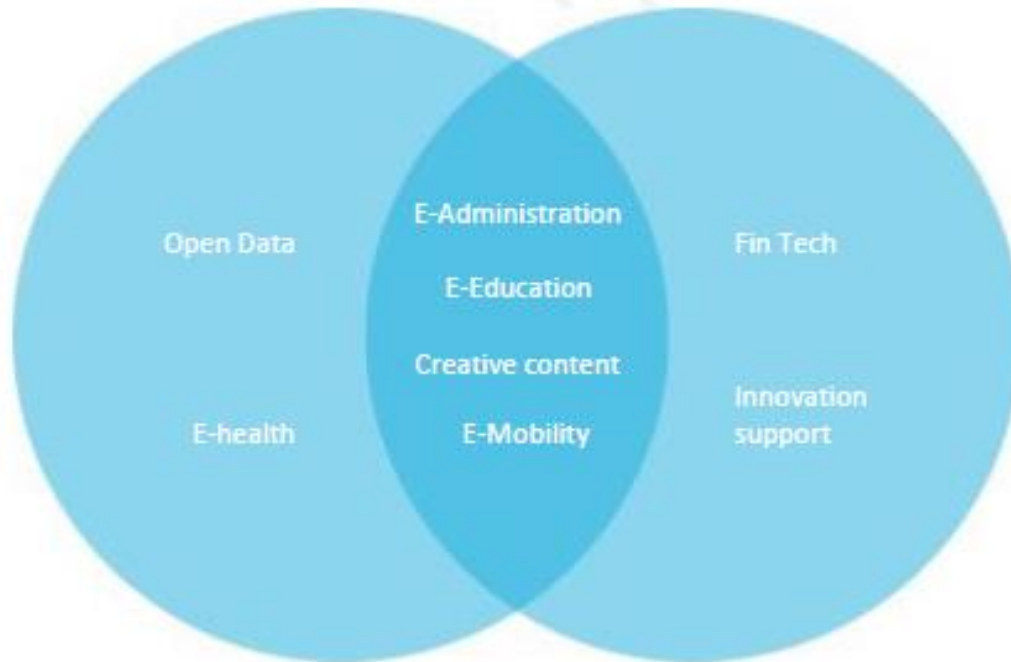 Open Data
E-health
E-Administration
E-Education
Creative content
E-Mobility
Fin Tech
Innovation
support